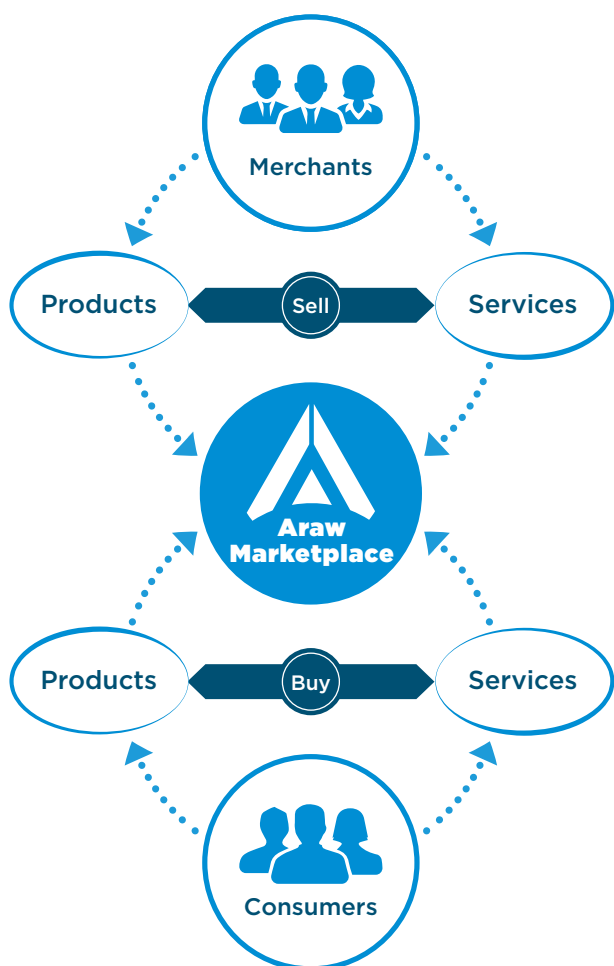 Merchants
Products
Sell
Services
Araw
Marketplace
Products
Buy
Services
Consumers